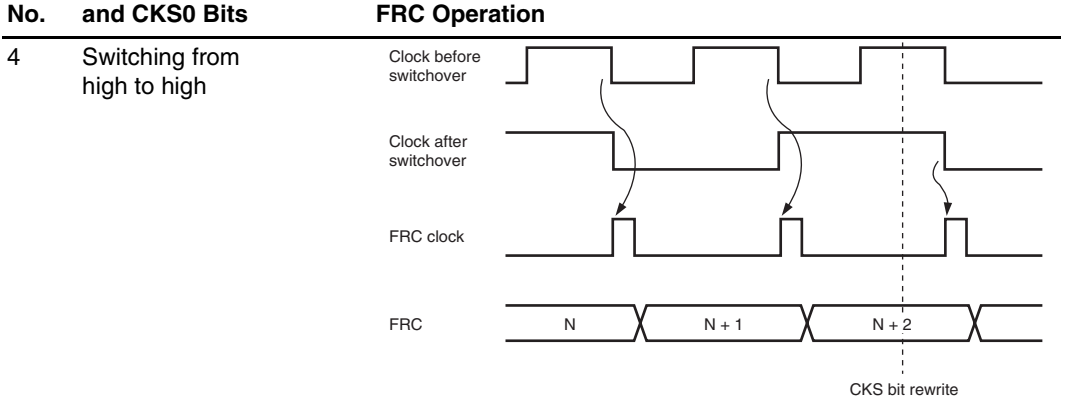 No. and CKS0 Bits FRC Operation
4 Switching from
high to high
Clock before
switchover
Clock after
switchover
FRC clock
FRC N N + 1 N + 2
CKS bit rewrite